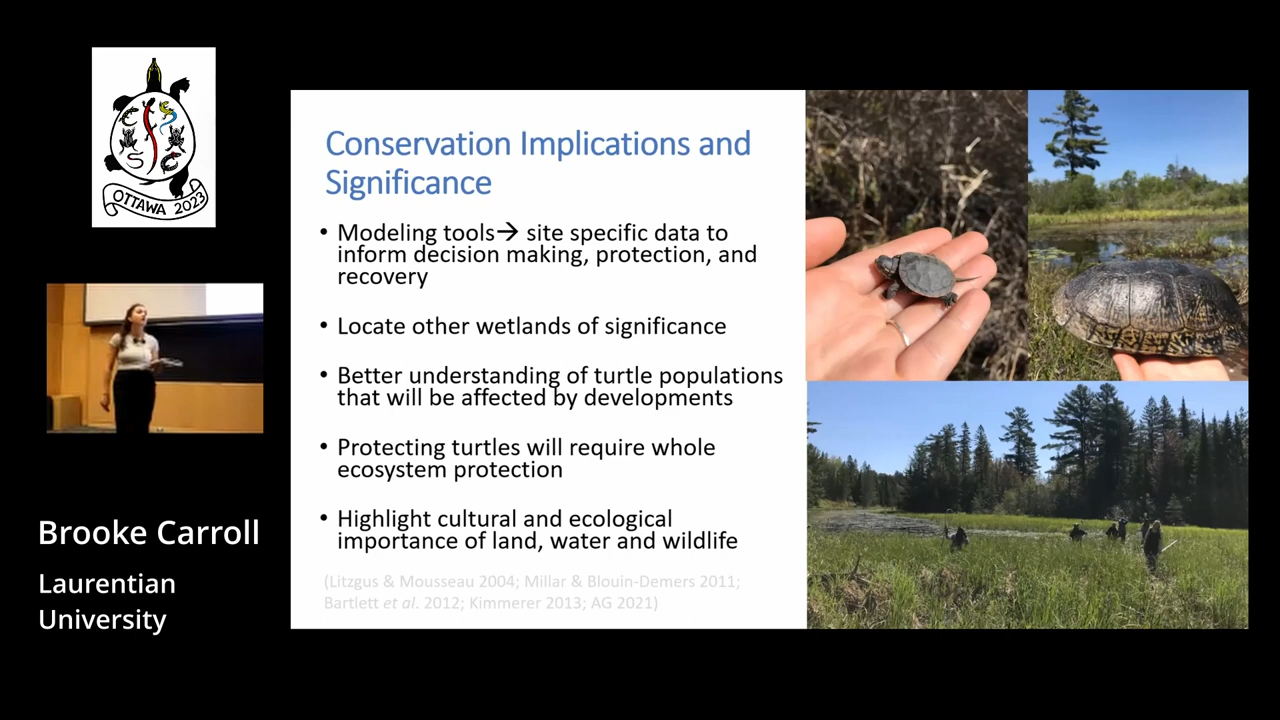 OTTAWA 2023
Conservation Implications and
Significance
• Modeling tools→ site specific data to
inform decision making, protection, and
recovery
• Locate other wetlands of significance
• Better understanding of turtle populations
that will be affected by developments
• Protecting turtles will require whole
ecosystem protection
• Highlight cultural and ecological
importance of land, water and wildlife
(Litzgus & Mousseau 2004; Millar & Blouin-Demers 2011;
Bartlett et al. 2012; Kimmerer 2013; AG 2021)
Brooke Carroll
Laurentian
University